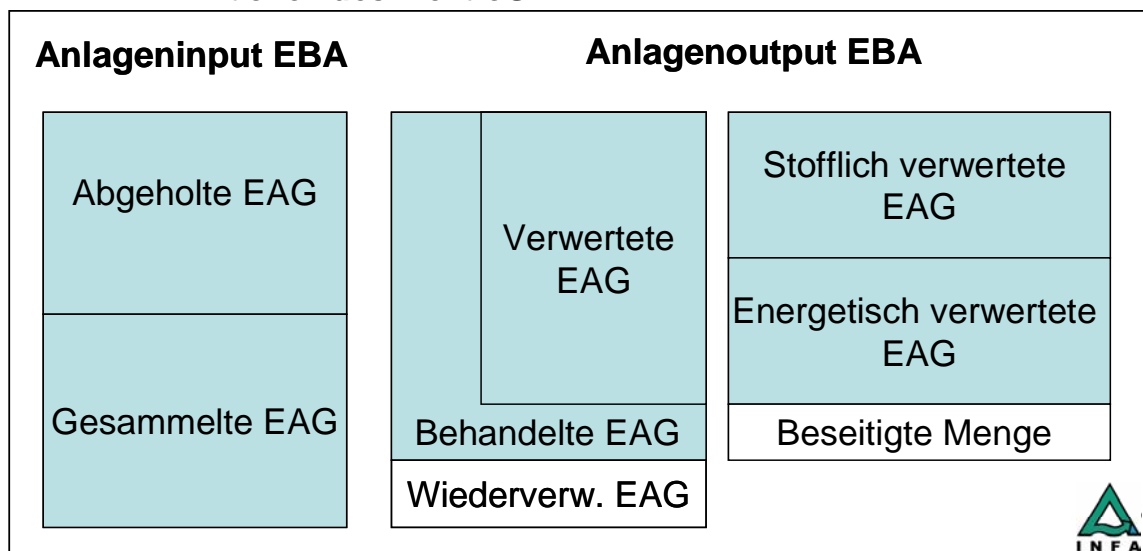 Anlageninput EBA
Anlagenoutput EBA
Abgeholte EAG
Gesammelte EAG
Verwertete
EAG
Behandelte EAG
Wiederverw. EAG
Stofflich verwertete
EAG
Energetisch verwertete
EAG
Beseitigte Menge